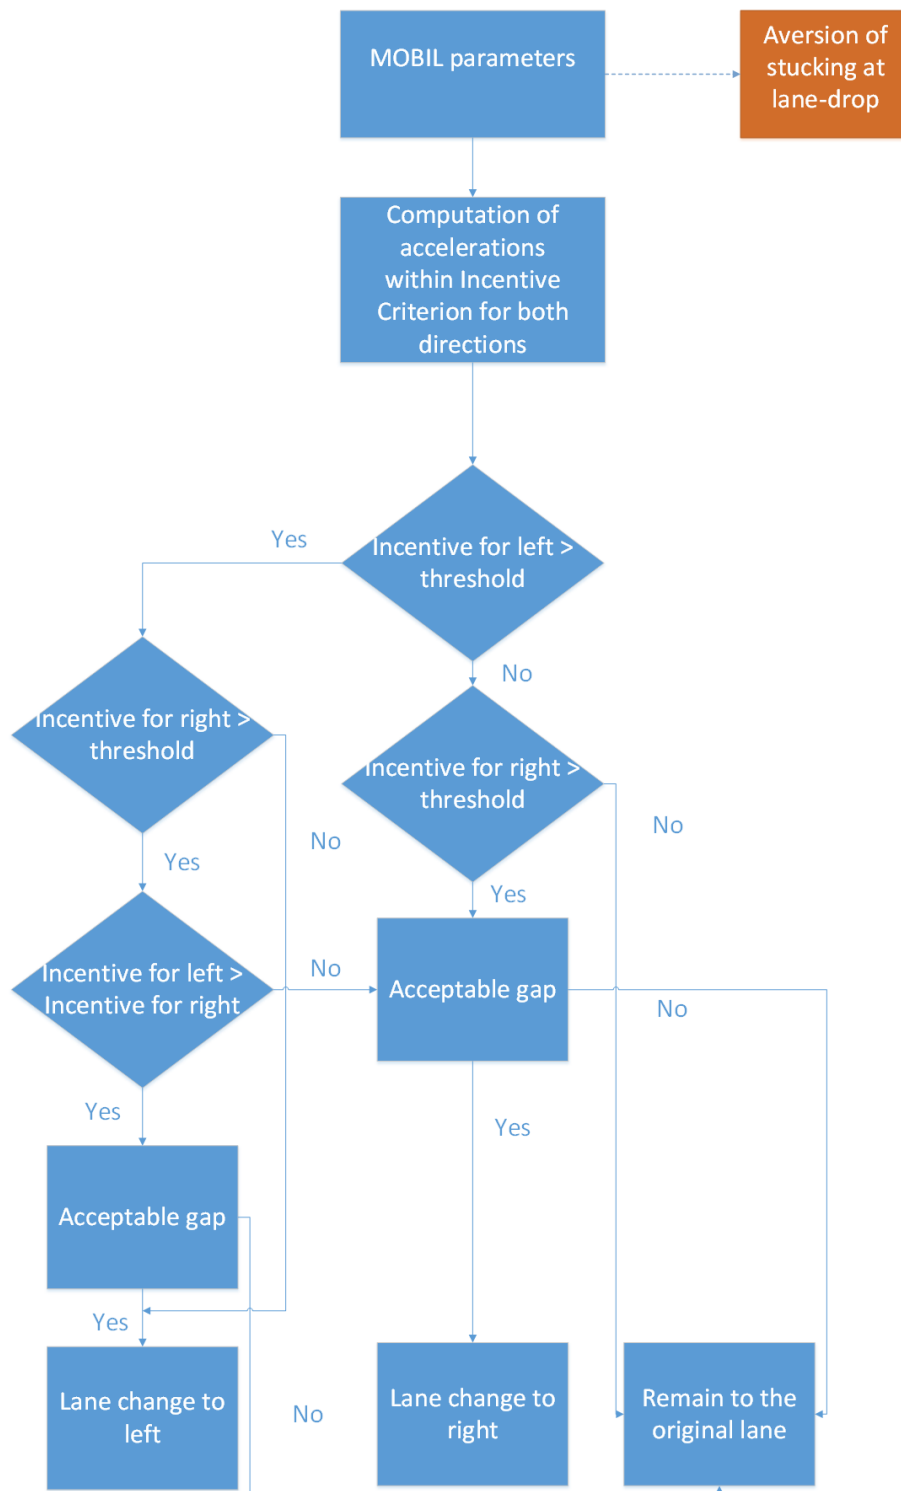 MOBIL parameters
Aversion of
stucking at
lane-drop
Computation of
accelerations
within Incentive
Criterion for both
directions
Incentive for left >
threshold
Yes
No
Incentive for right >
threshold
Incentive for right >
threshold
No
No
Yes
Yes
Incentive for left >
Incentive for right
No
Acceptable gap
No
Yes
Yes
Acceptable gap
Yes
Lane change to
left
No
Lane change to
right
Remain to the
original lane